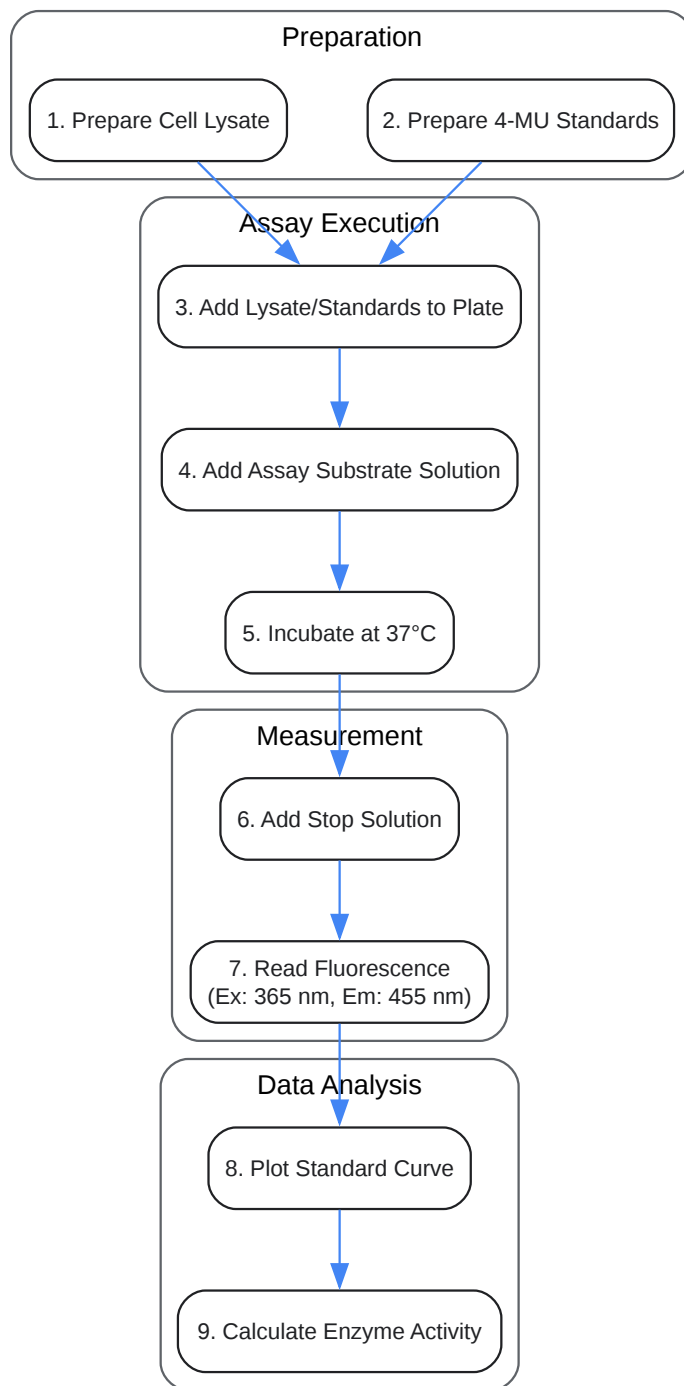 Preparation
1. Prepare Cell Lysate
2. Prepare 4-MU Standards
Assay Execution
3. Add Lysate/Standards to Plate
4. Add Assay Substrate Solution
5. Incubate at 37°C
Measurement
6. Add Stop Solution
7. Read Fluorescence
(Ex: 365 nm, Em: 455 nm)
Data Analysis
8. Plot Standard Curve
9. Calculate Enzyme Activity